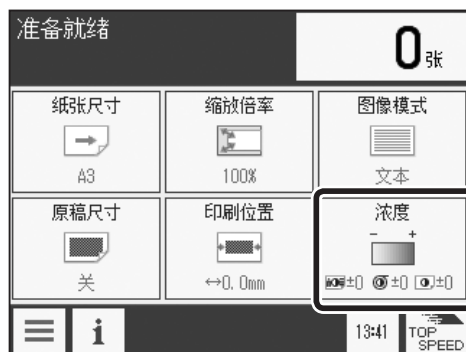 准备就绪
0 张
纸张尺寸 缩放倍率 图像模式
A3 100% 文本
原稿尺寸 印刷位置 浓度
- +
关 ↔0.0mm ±0 ±0 ±0
i 13:41 TOP
SPEED